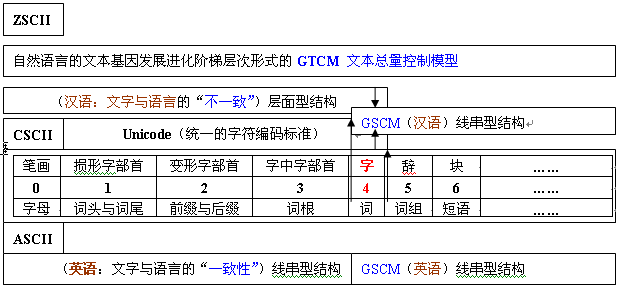 ZSCII
自然语言的文本基因发展进化阶梯层次形式的 GTCM 文本总量控制模型
(汉语:文字与语言的“不一致”)层面型结构
GSCM(汉语)线串型结构
CSCII Unicode(统一的字符编码标准)
笔画 损形字部首 变形字部首 字中字部首 字 辞 块 ……
0 1 2 3 4 5 6 ……
字母 词头与词尾 前缀与后缀 词根 词 词组 短语 ……
ASCII
(英语:文字与语言的“一致性”)线串型结构 GSCM(英语)线串型结构